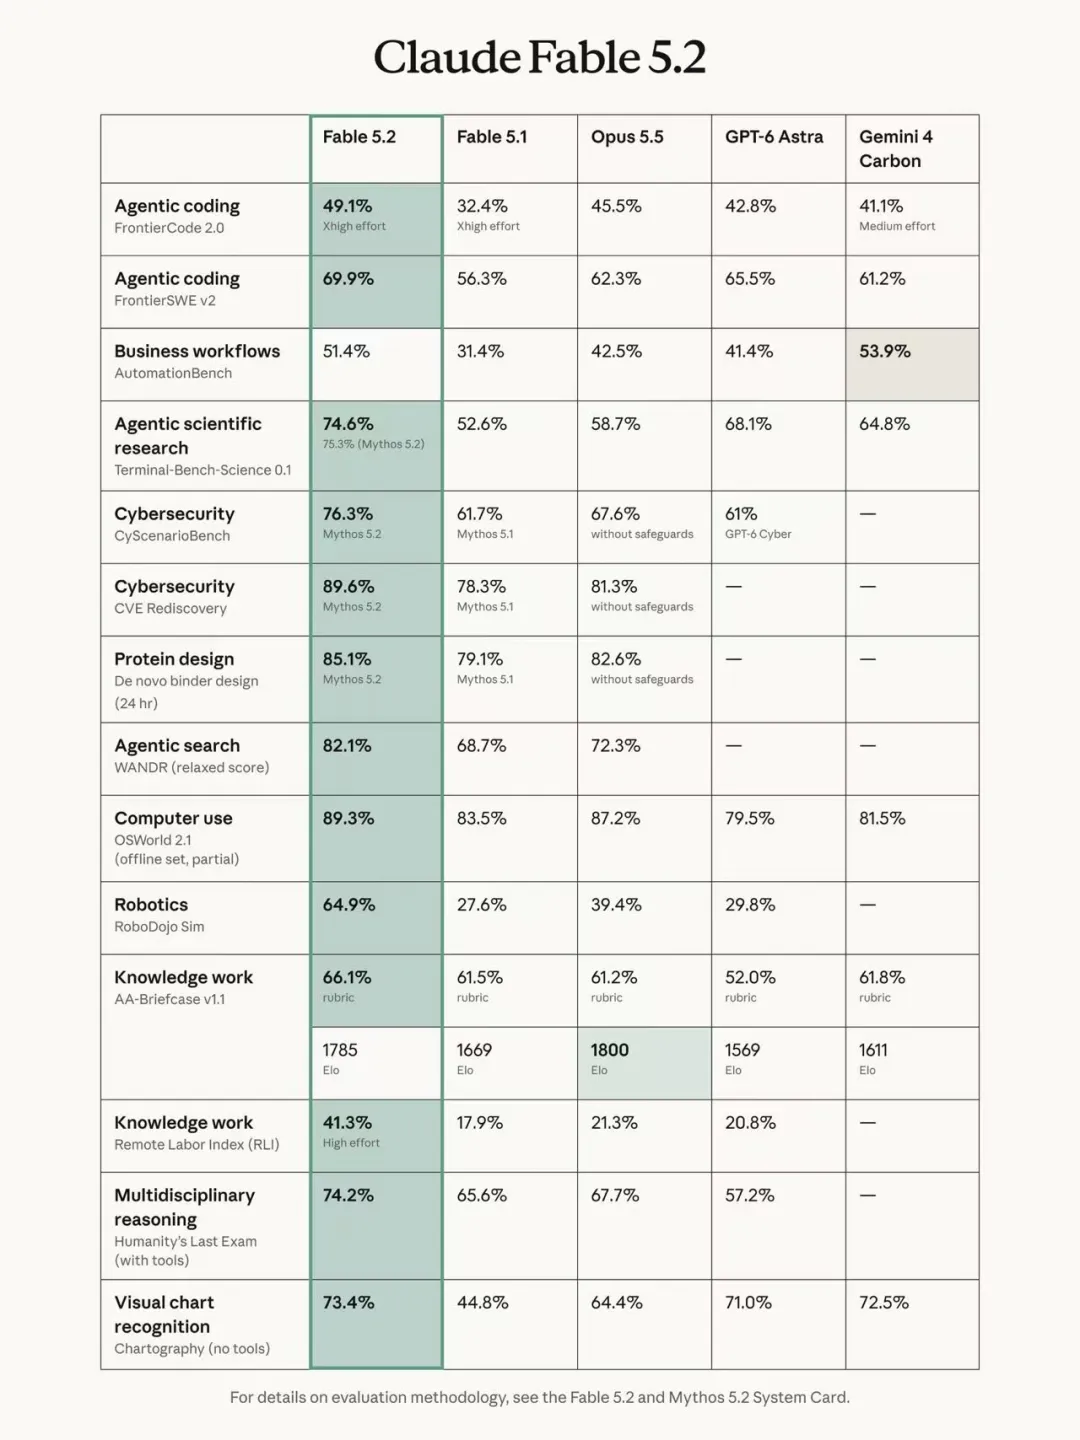 Claude Fable 5.2
Fable 5.2
Fable 5.1
Opus 5.5
GPT-6 Astra
Gemini 4
Carbon
Agentic coding
FrontierCode 2.0
49.1%
Xhigh effort
32.4%
Xhigh effort
45.5%
42.8%
41.1%
Medium effort
Agentic coding
FrontierSWE v2
69.9%
56.3%
62.3%
65.5%
61.2%
Business workflows
AutomationBench
51.4%
31.4%
42.5%
41.4%
53.9%
Agentic scientific
research
Terminal-Bench-Science 0.1
74.6%
75.3% (Mythos 5.2)
52.6%
58.7%
68.1%
64.8%
Cybersecurity
CyScenarioBench
76.3%
Mythos 5.2
61.7%
Mythos 5.1
67.6%
without safeguards
61%
GPT-6 Cyber
—
Cybersecurity
CVE Rediscovery
89.6%
Mythos 5.2
78.3%
Mythos 5.1
81.3%
without safeguards
—
—
Protein design
De novo binder design
(24 hr)
85.1%
Mythos 5.2
79.1%
Mythos 5.1
82.6%
without safeguards
—
—
Agentic search
WANDR (relaxed score)
82.1%
68.7%
72.3%
—
—
Computer use
OSWorld 2.1
(offline set, partial)
89.3%
83.5%
87.2%
79.5%
81.5%
Robotics
RoboDojo Sim
64.9%
27.6%
39.4%
29.8%
—
Knowledge work
AA-Briefcase v1.1
66.1%
rubric
61.5%
rubric
61.2%
rubric
52.0%
rubric
61.8%
rubric
1785
Elo
1669
Elo
1800
Elo
1569
Elo
1611
Elo
Knowledge work
Remote Labor Index (RLI)
41.3%
High effort
17.9%
21.3%
20.8%
—
Multidisciplinary
reasoning
Humanity's Last Exam
(with tools)
74.2%
65.6%
67.7%
57.2%
—
Visual chart
recognition
Chartography (no tools)
73.4%
44.8%
64.4%
71.0%
72.5%
For details on evaluation methodology, see the Fable 5.2 and Mythos 5.2 System Card.